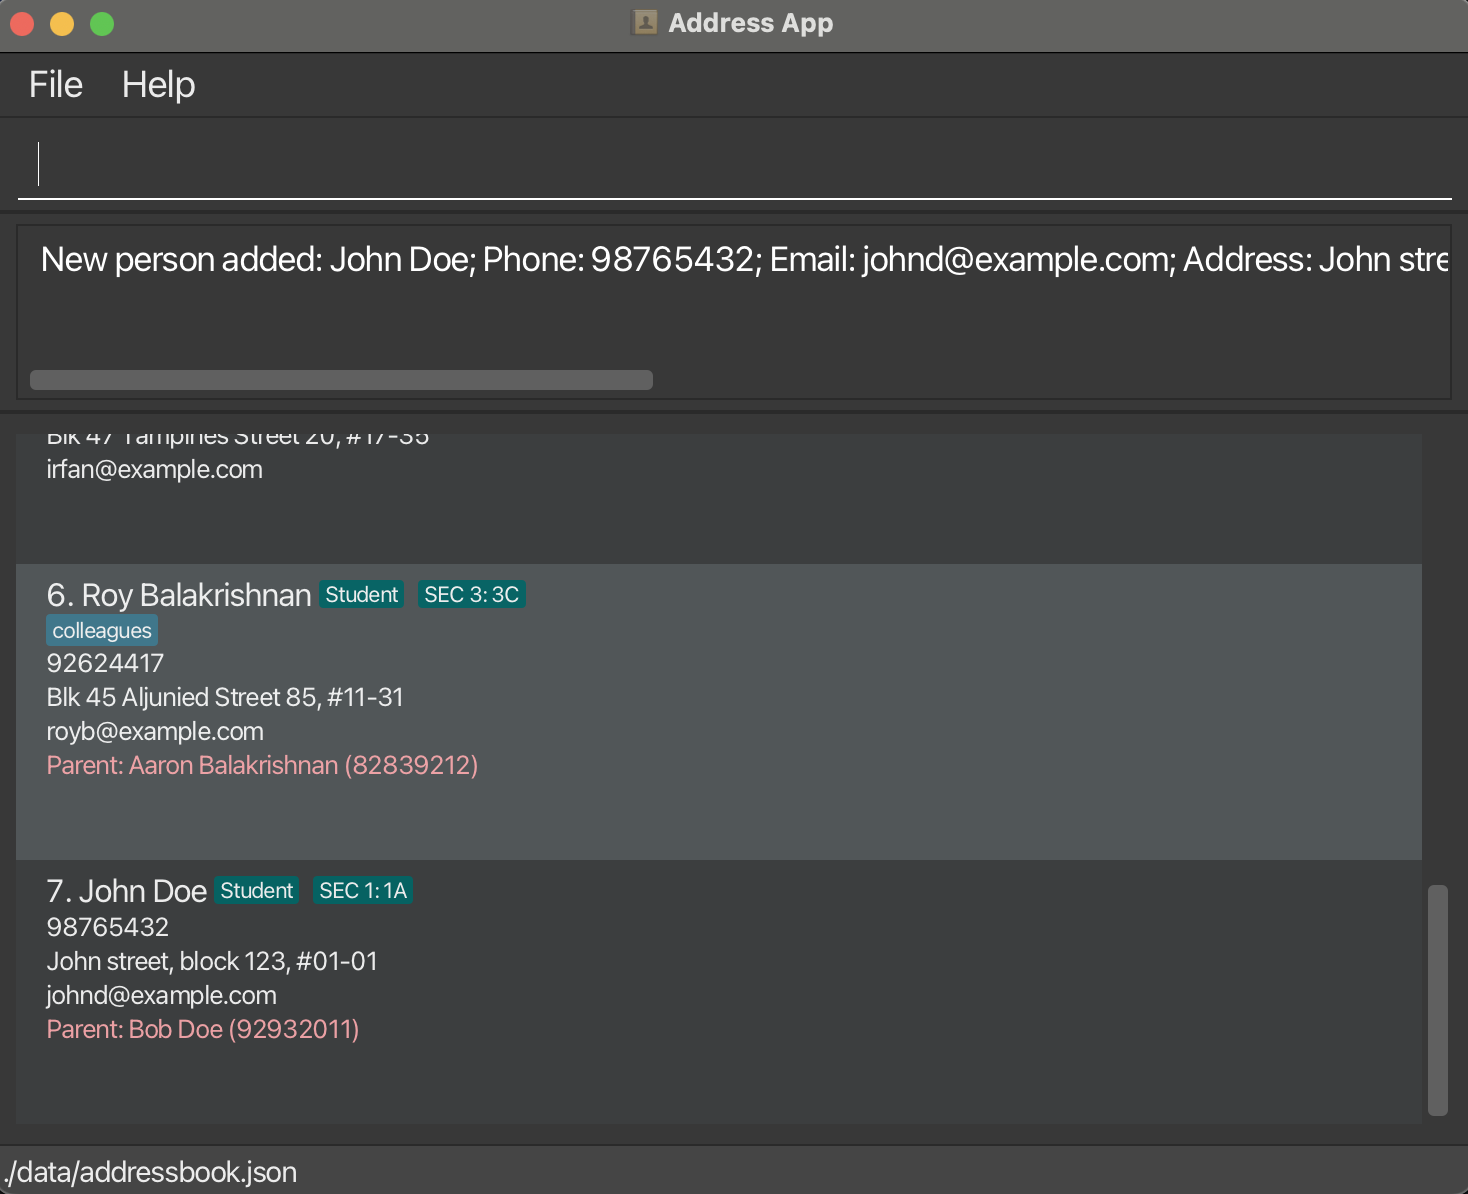 Address App
File Help
New person added: John Doe; Phone: 98765432; Email: johnd@example.com; Address: John stre
Blk 47 Tampines Street 20, #17-35
irfan@example.com
6. Roy Balakrishnan Student SEC 3: 3C
colleagues
92624417
Blk 45 Aljunied Street 85, #11-31
royb@example.com
Parent: Aaron Balakrishnan (82839212)
7. John Doe Student SEC 1: 1A
98765432
John street, block 123, #01-01
johnd@example.com
Parent: Bob Doe (92932011)
./data/addressbook.json